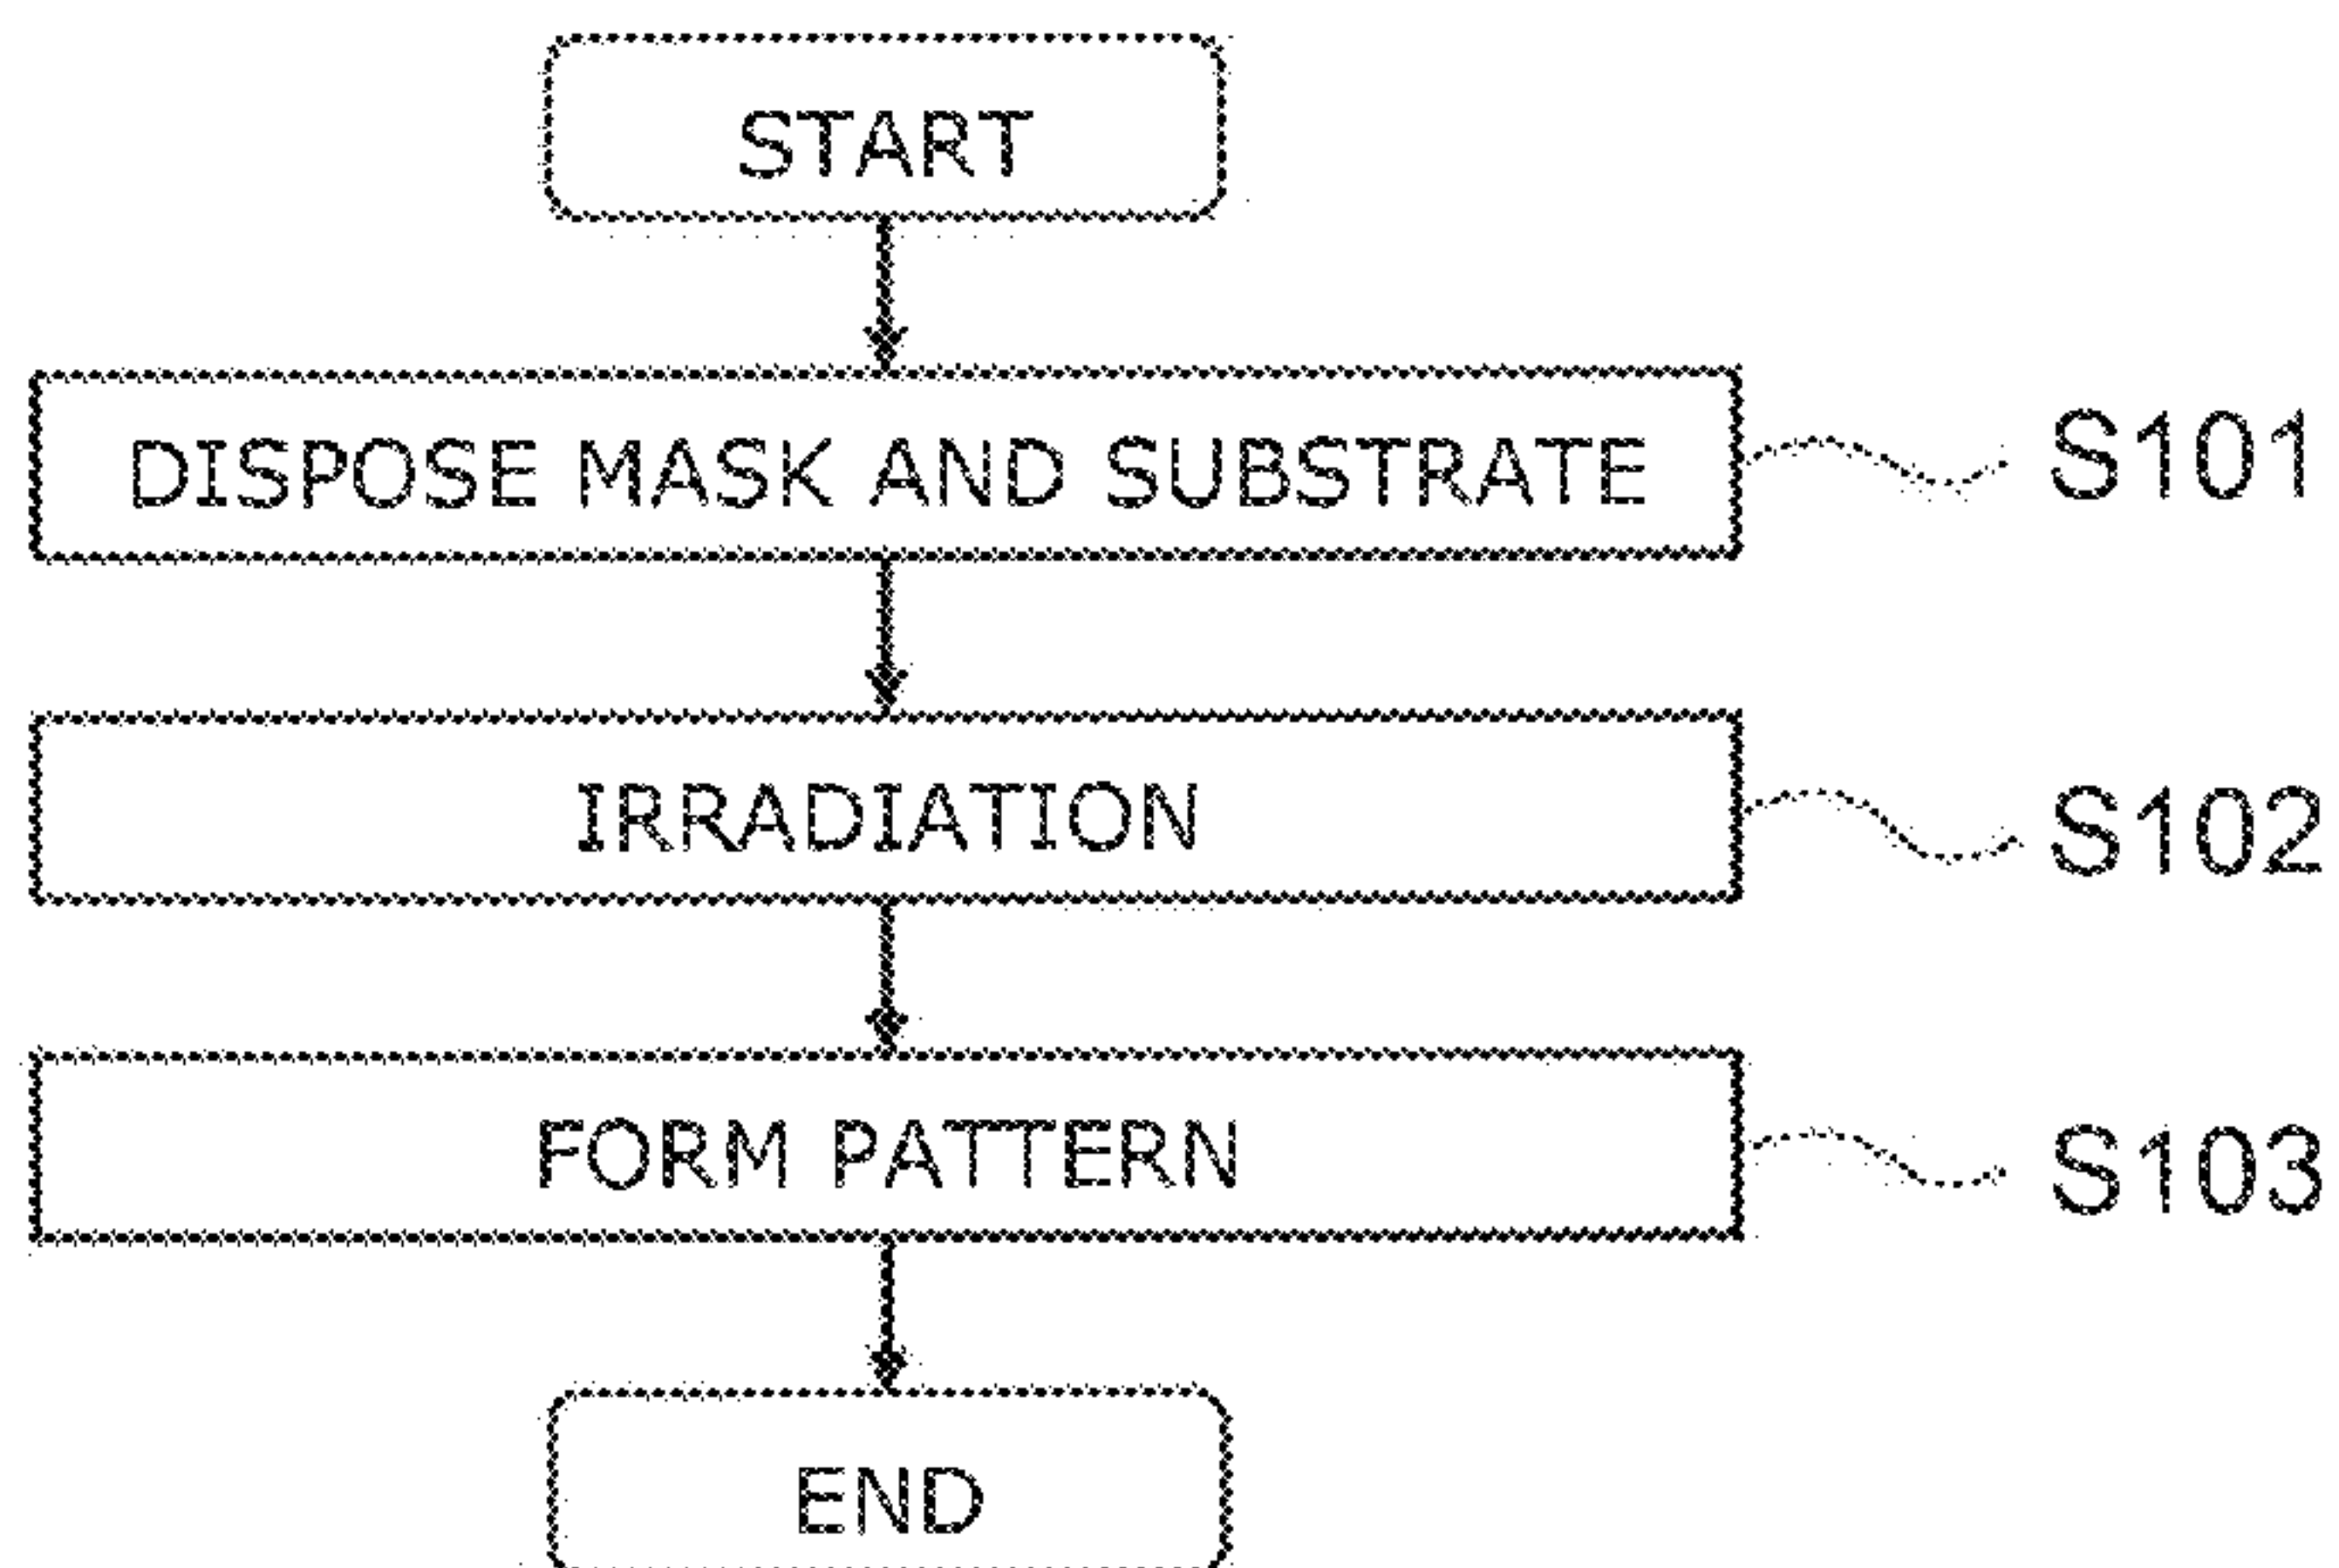 START
DISPOSE MASK AND SUBSTRATE
S101
IRRADIATION
S102
FORM PATTERN
S103
END